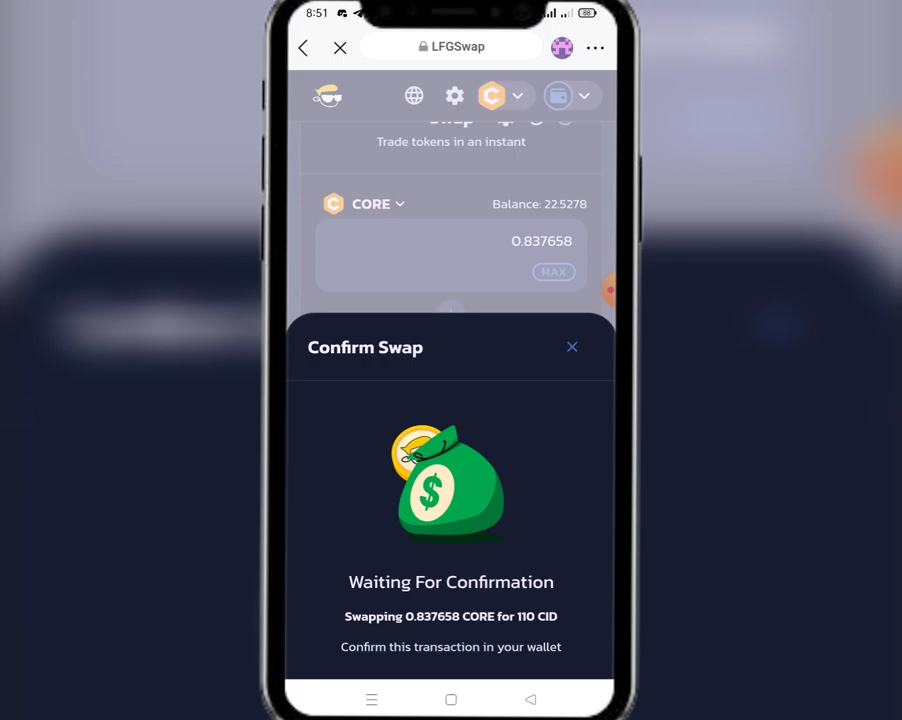 8:51
88
LFGSwap
Swap
Trade tokens in an instant
CORE
Balance: 22.5278
0.837658
MAX
Confirm Swap
$
Waiting For Confirmation
Swapping 0.837658 CORE for 110 CID
Confirm this transaction in your wallet